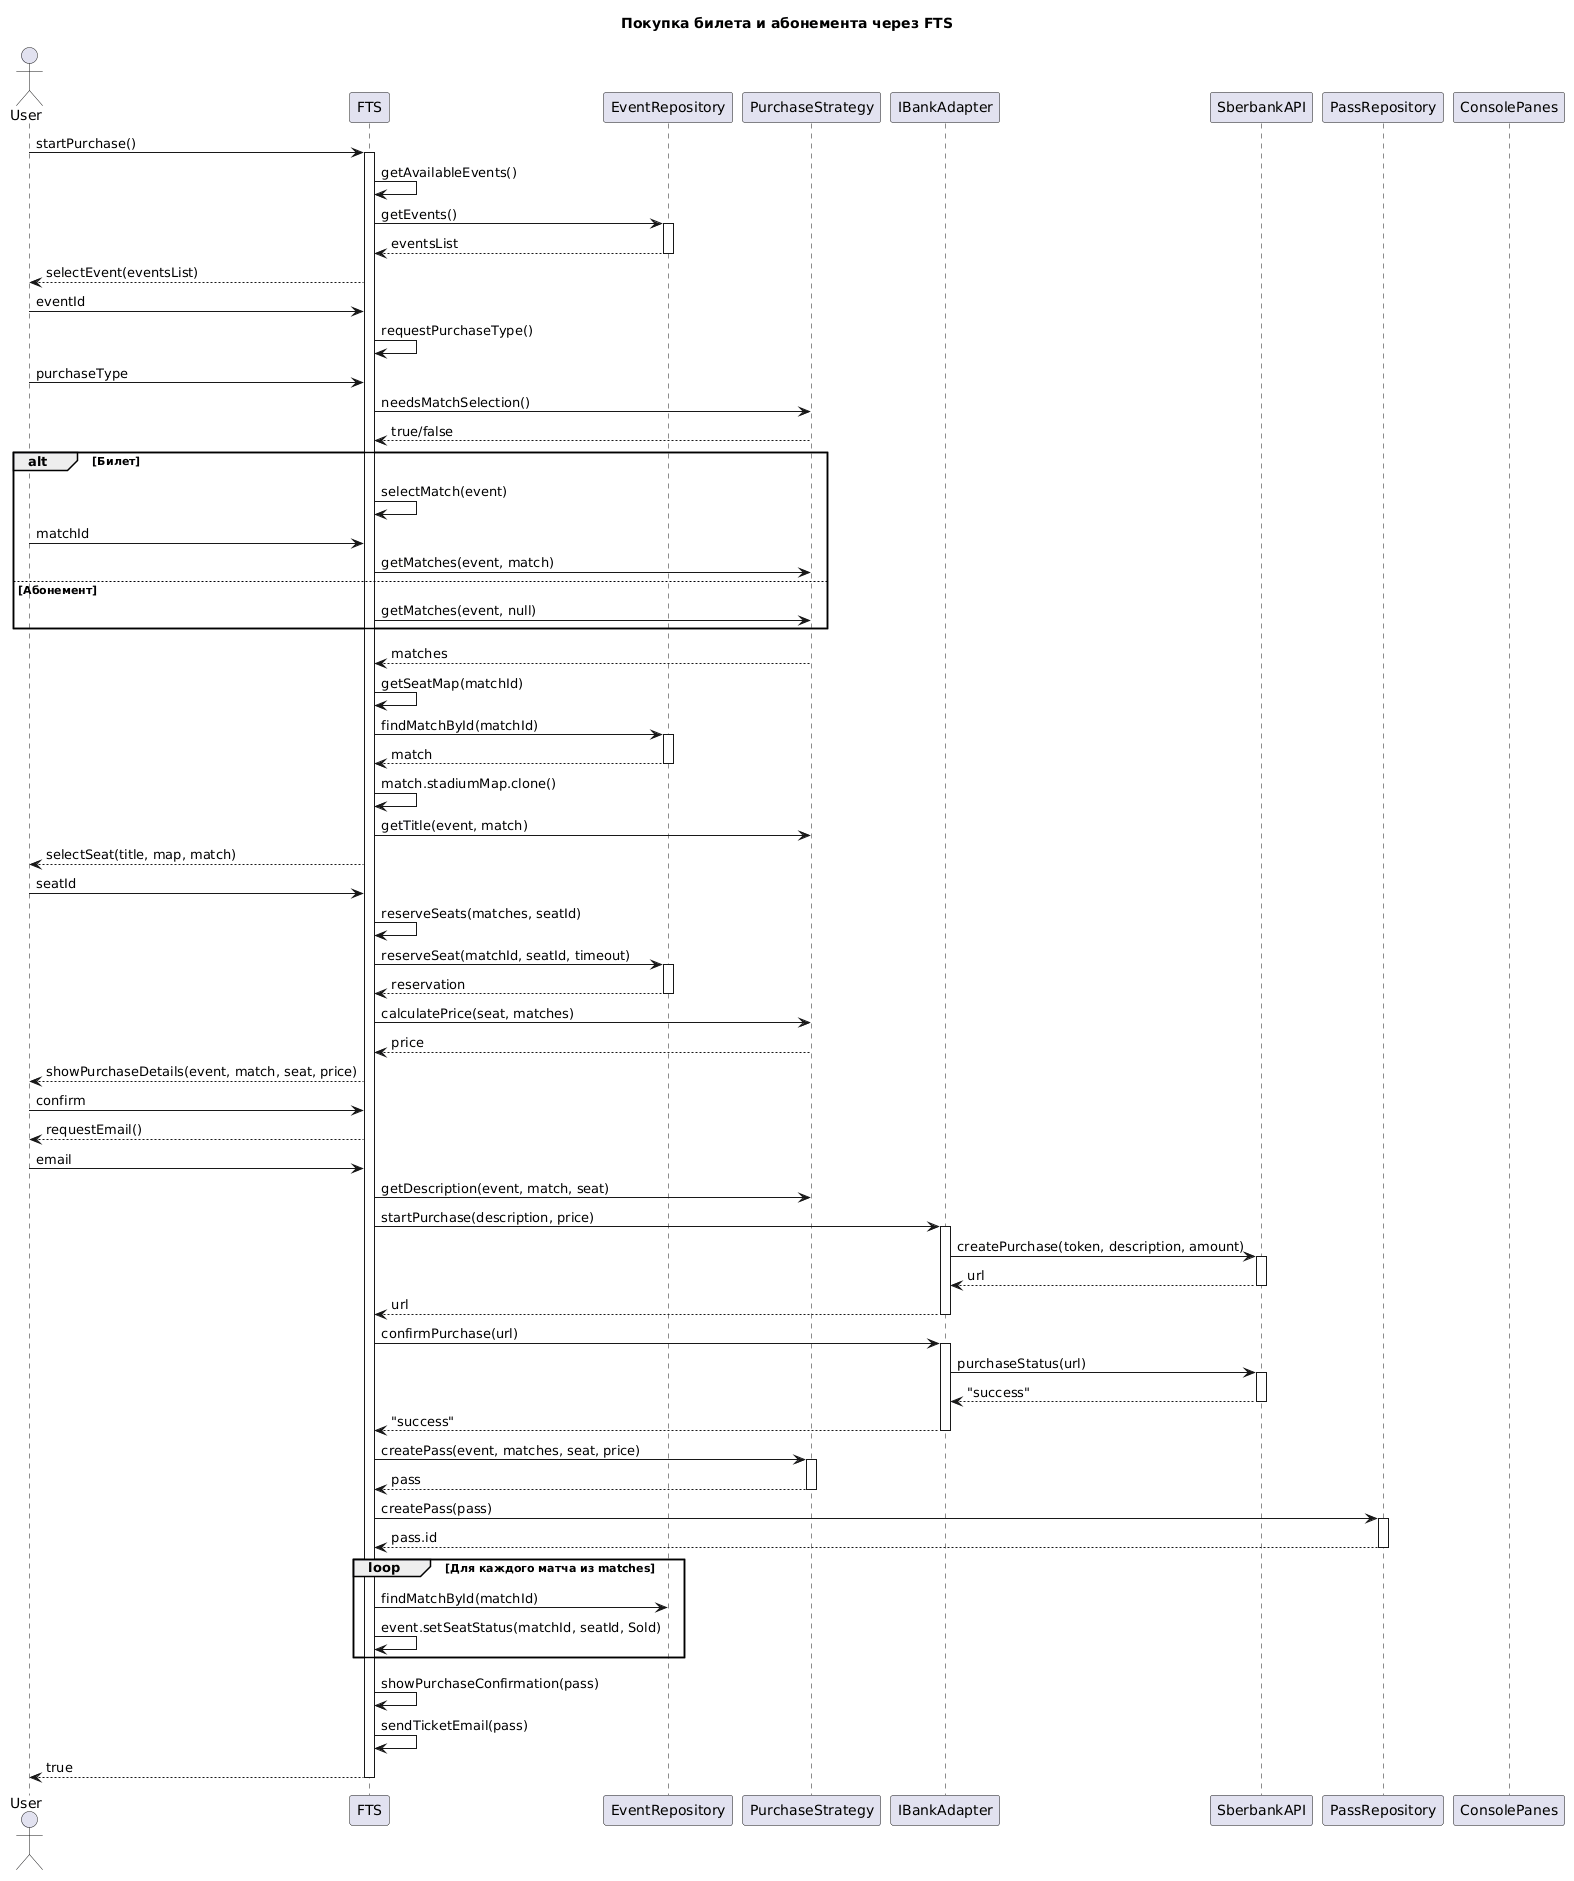 Покупка билета и абонемента через FTS
User
FTS
EventRepository
PurchaseStrategy
IBankAdapter
SberbankAPI
PassRepository
ConsolePanes
startPurchase()
getAvailableEvents()
getEvents()
eventsList
selectEvent(eventsList)
eventId
requestPurchaseType()
purchaseType
needsMatchSelection()
true/false
alt [Билет]
selectMatch(event)
matchId
getMatches(event, match)
[Абонемент]
getMatches(event, null)
matches
getSeatMap(matchId)
findMatchById(matchId)
match
match.stadiumMap.clone()
getTitle(event, match)
selectSeat(title, map, match)
seatId
reserveSeats(matches, seatId)
reserveSeat(matchId, seatId, timeout)
reservation
calculatePrice(seat, matches)
price
showPurchaseDetails(event, match, seat, price)
confirm
requestEmail()
email
getDescription(event, match, seat)
startPurchase(description, price)
createPurchase(token, description, amount)
url
url
confirmPurchase(url)
purchaseStatus(url)
"success"
"success"
createPass(event, matches, seat, price)
pass
createPass(pass)
pass.id
loop [Для каждого матча из matches]
findMatchById(matchId)
event.setSeatStatus(matchId, seatId, Sold)
showPurchaseConfirmation(pass)
sendTicketEmail(pass)
true
User
FTS
EventRepository
PurchaseStrategy
IBankAdapter
SberbankAPI
PassRepository
ConsolePanes